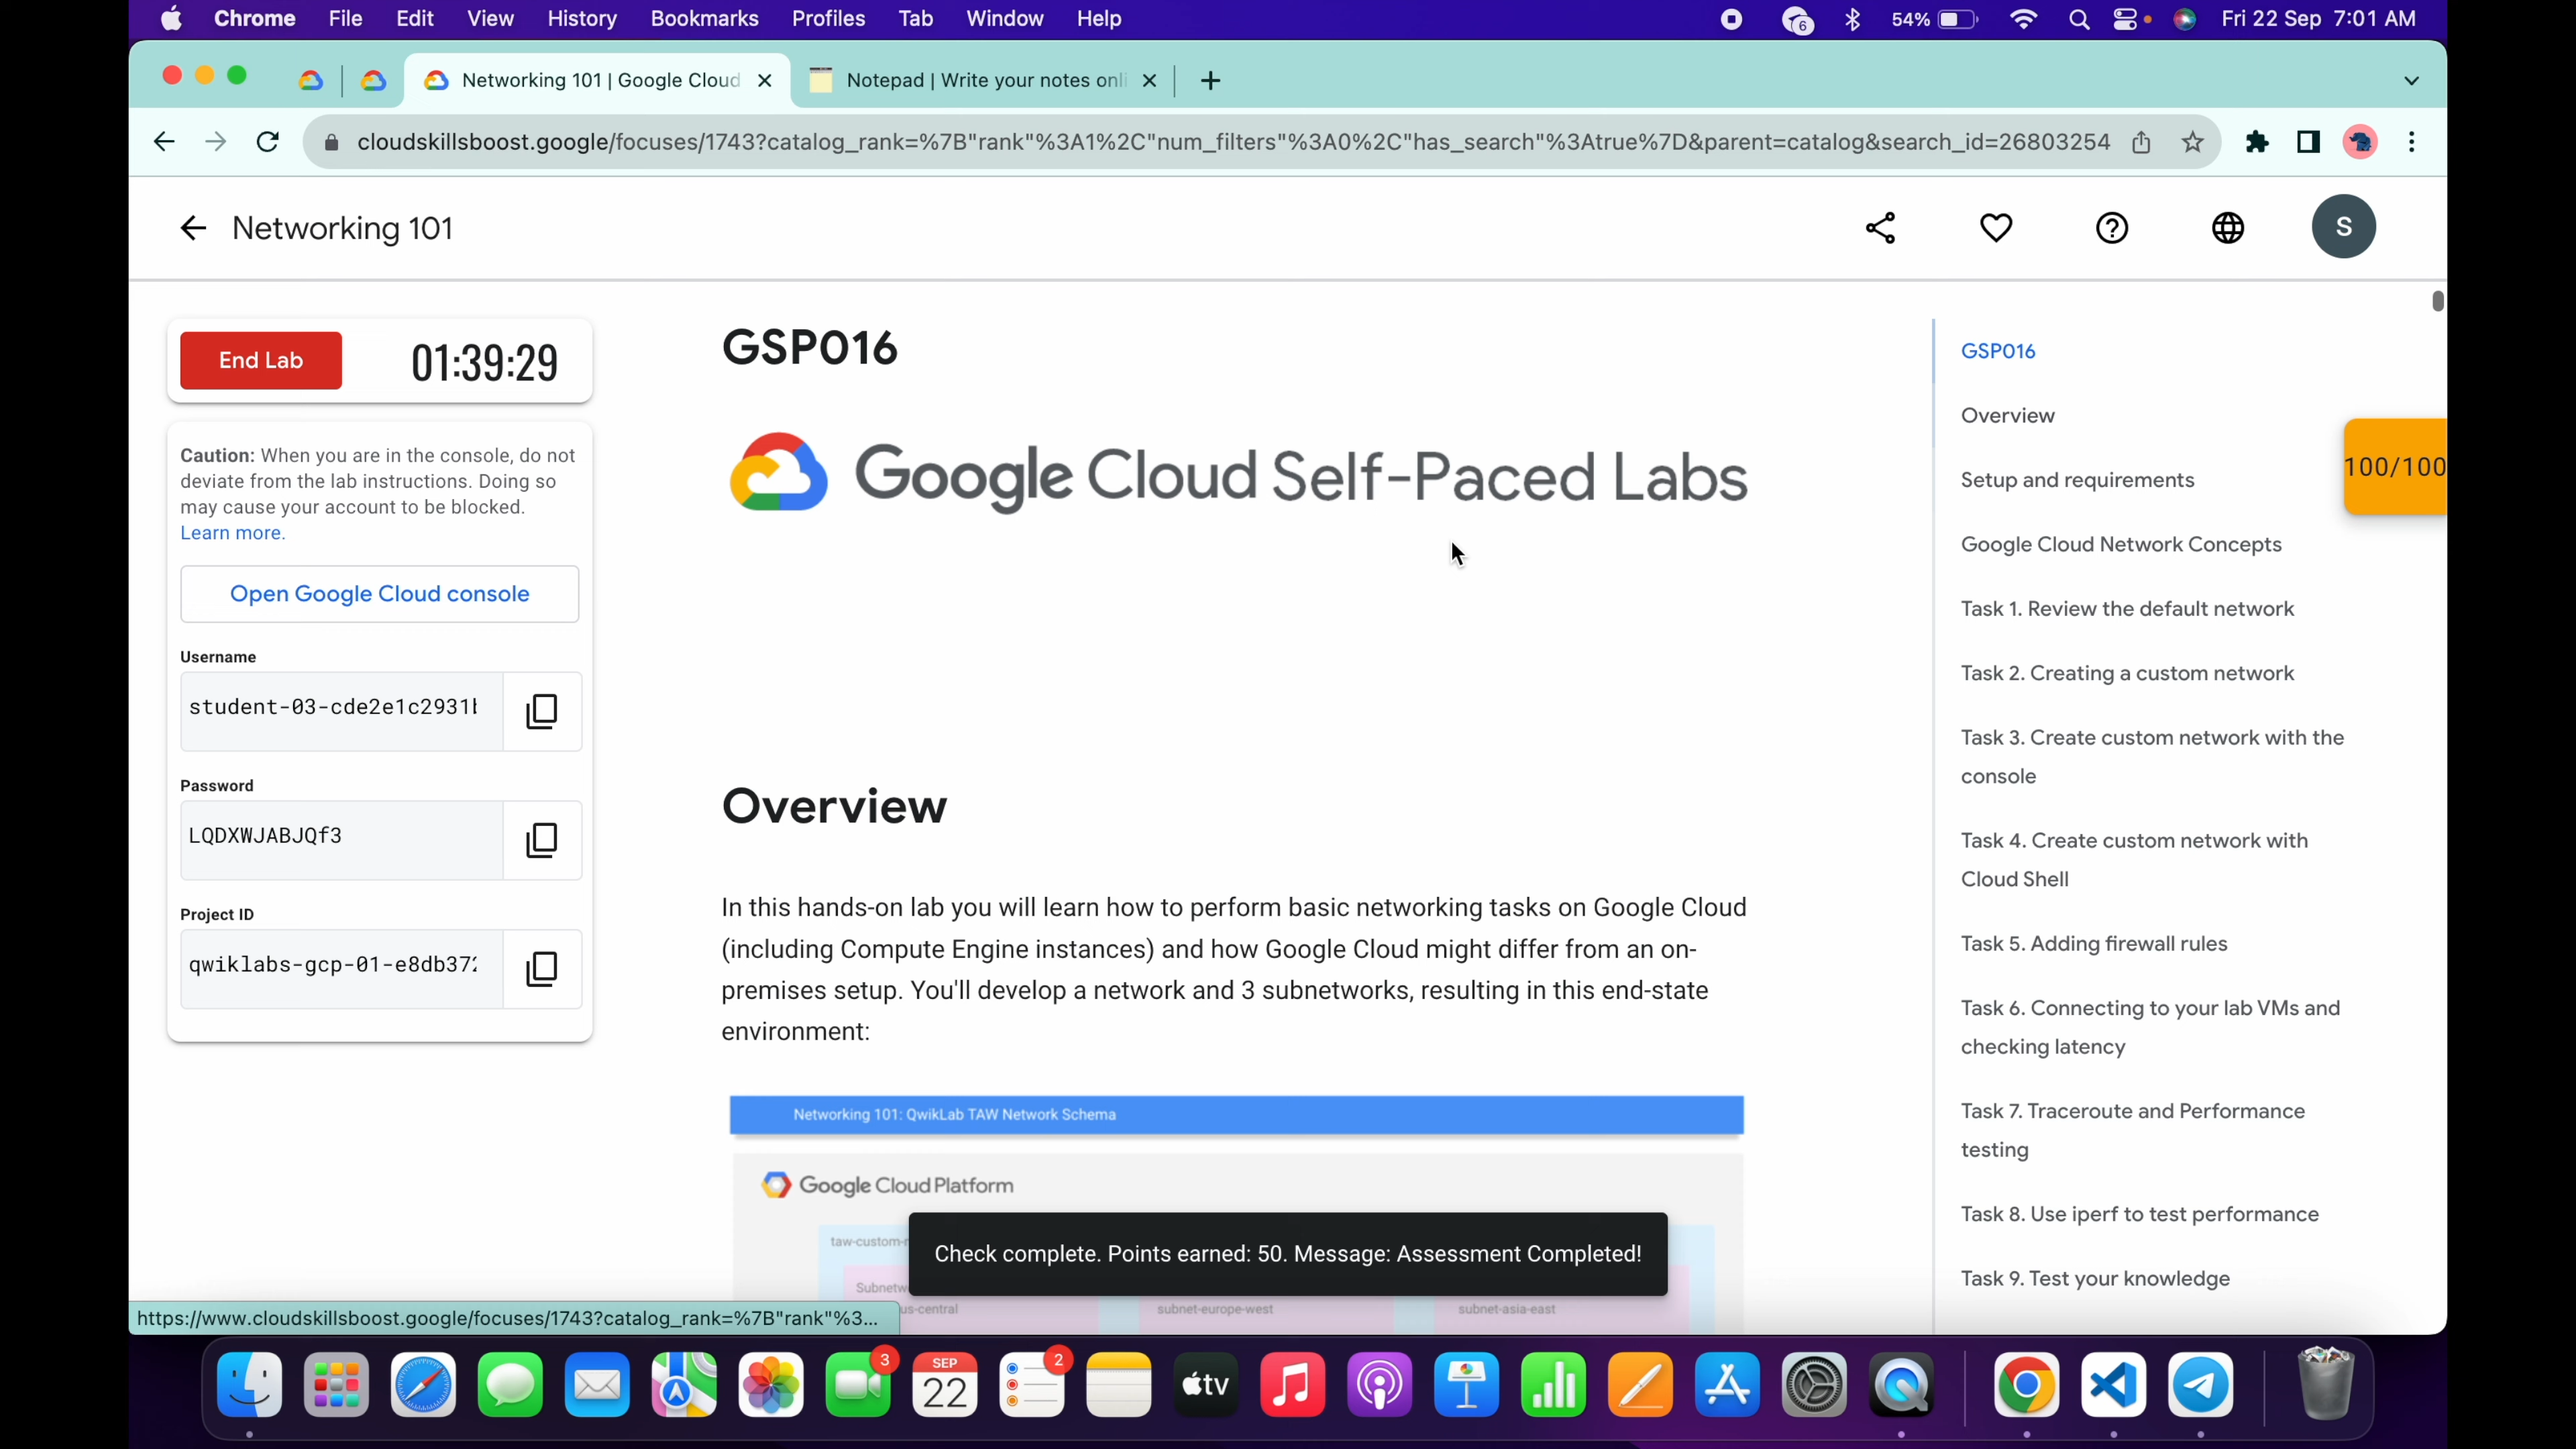 Chrome File Edit View History Bookmarks Profiles Tab Window Help
6
54%
Fri 22 Sep 7:01 AM
Networking 101 | Google Cloud
Notepad | Write your notes onli
cloudskillsboost.google/focuses/1743?catalog_rank=%7B"rank"%3A1%2C"num_filters"%3A0%2C"has_search"%3Atrue%7D&parent=catalog&search_id=26803254
Networking 101
S
End Lab
01:39:29
Caution: When you are in the console, do not
deviate from the lab instructions. Doing so
may cause your account to be blocked.
Learn more.
Open Google Cloud console
Username
student-03-cde2e1c2931
Password
LQDXWJABJQf3
Project ID
qwiklabs-gcp-01-e8db372
GSP016
Google Cloud Self-Paced Labs
Overview
In this hands-on lab you will learn how to perform basic networking tasks on Google Cloud
(including Compute Engine instances) and how Google Cloud might differ from an on-
premises setup. You'll develop a network and 3 subnetworks, resulting in this end-state
environment:
Networking 101: QwikLab TAW Network Schema
Google Cloud Platform
taw-custom-
Subnetw
us-central
subnet-europe-west
subnet-asia-east
Check complete. Points earned: 50. Message: Assessment Completed!
GSP016
Overview
Setup and requirements
Google Cloud Network Concepts
Task 1. Review the default network
Task 2. Creating a custom network
Task 3. Create custom network with the
console
Task 4. Create custom network with
Cloud Shell
Task 5. Adding firewall rules
Task 6. Connecting to your lab VMs and
checking latency
Task 7. Traceroute and Performance
testing
Task 8. Use iperf to test performance
Task 9. Test your knowledge
100/100
https://www.cloudskillsboost.google/focuses/1743?catalog_rank=%7B"rank"%3...
3
SEP
22
2
tv